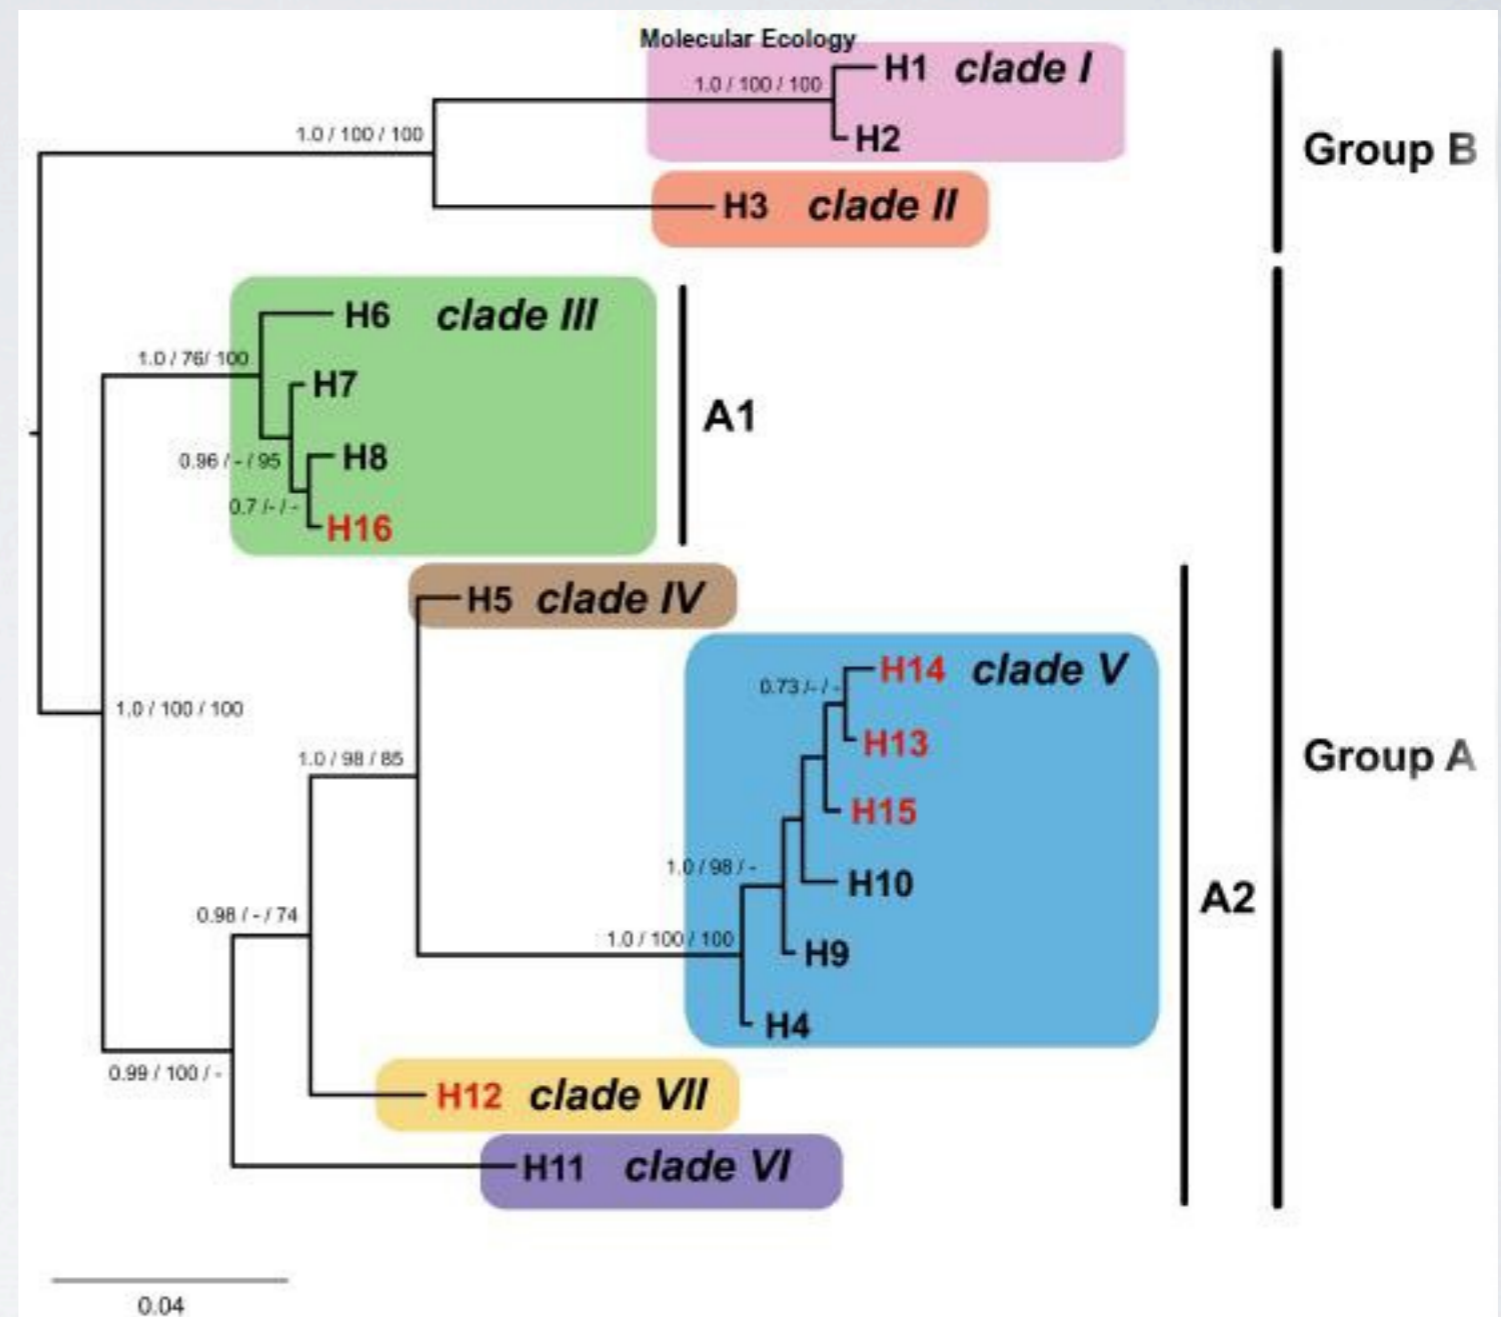 Molecular Ecology
1.0 / 100 / 100
H1 clade I
1.0 / 100 / 100
H2
Group B
H3 clade II
H6 clade III
1.0 / 76/ 100
H7
A1
0.96 / - / 95
H8
0.7 /- / -
H16
H5 clade IV
H14 clade V
0.73 /- / -
1.0 / 100 / 100
H13
1.0 / 98 / 85
Group A
H15
1.0 / 98 / -
H10
A2
0.98 / - / 74
1.0 / 100 / 100
H9
H4
0.99 / 100 / -
H12 clade VII
H11 clade VI
0.04